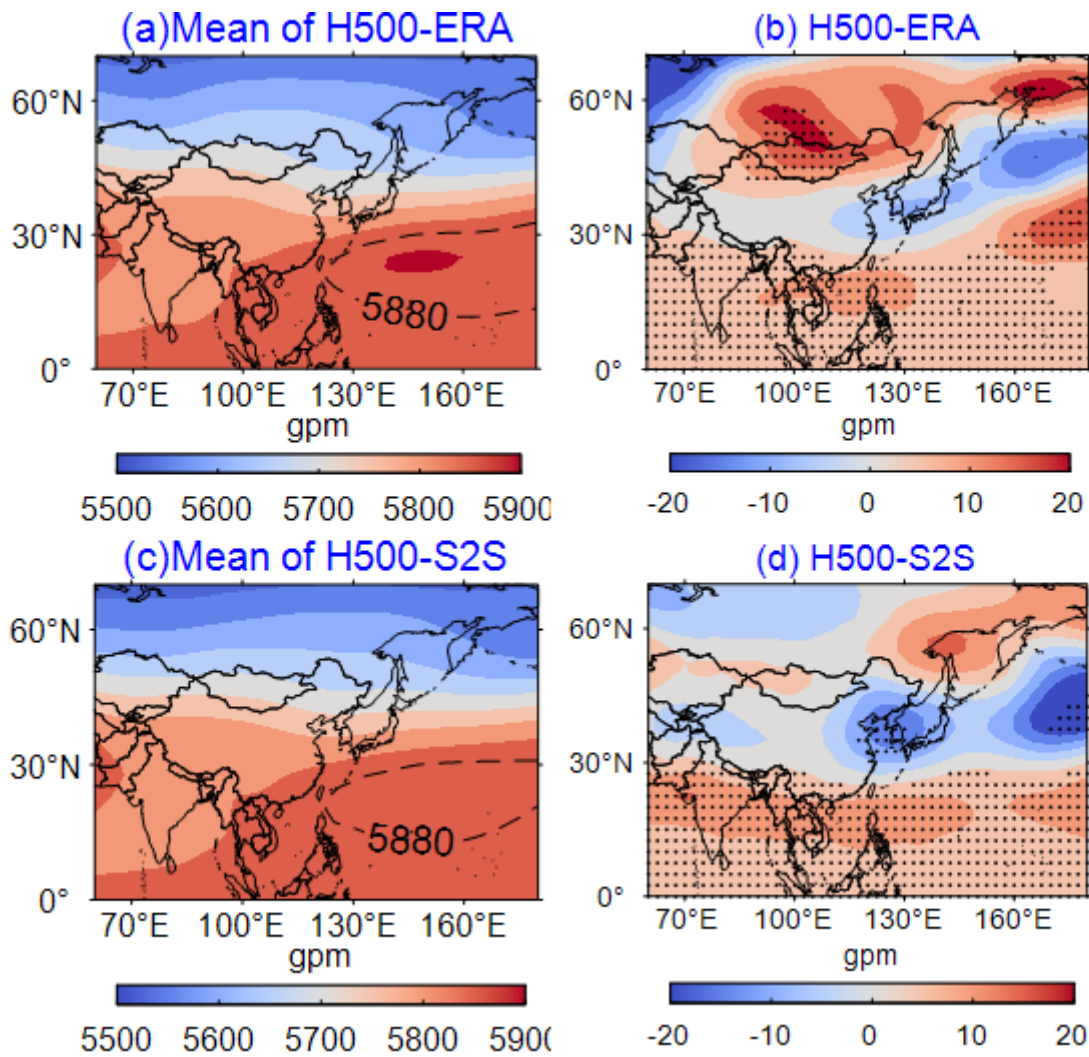 (a)Mean of H500-ERA
60°N
30°N
0°
5880
70°E 100°E 130°E 160°E
gpm
5500 5600 5700 5800 5900
(b) H500-ERA
60°N
30°N
0°
70°E 100°E 130°E 160°E
gpm
-20 -10 0 10 20
(c)Mean of H500-S2S
60°N
30°N
0°
5880
70°E 100°E 130°E 160°E
gpm
5500 5600 5700 5800 5900
(d) H500-S2S
60°N
30°N
0°
70°E 100°E 130°E 160°E
gpm
-20 -10 0 10 20